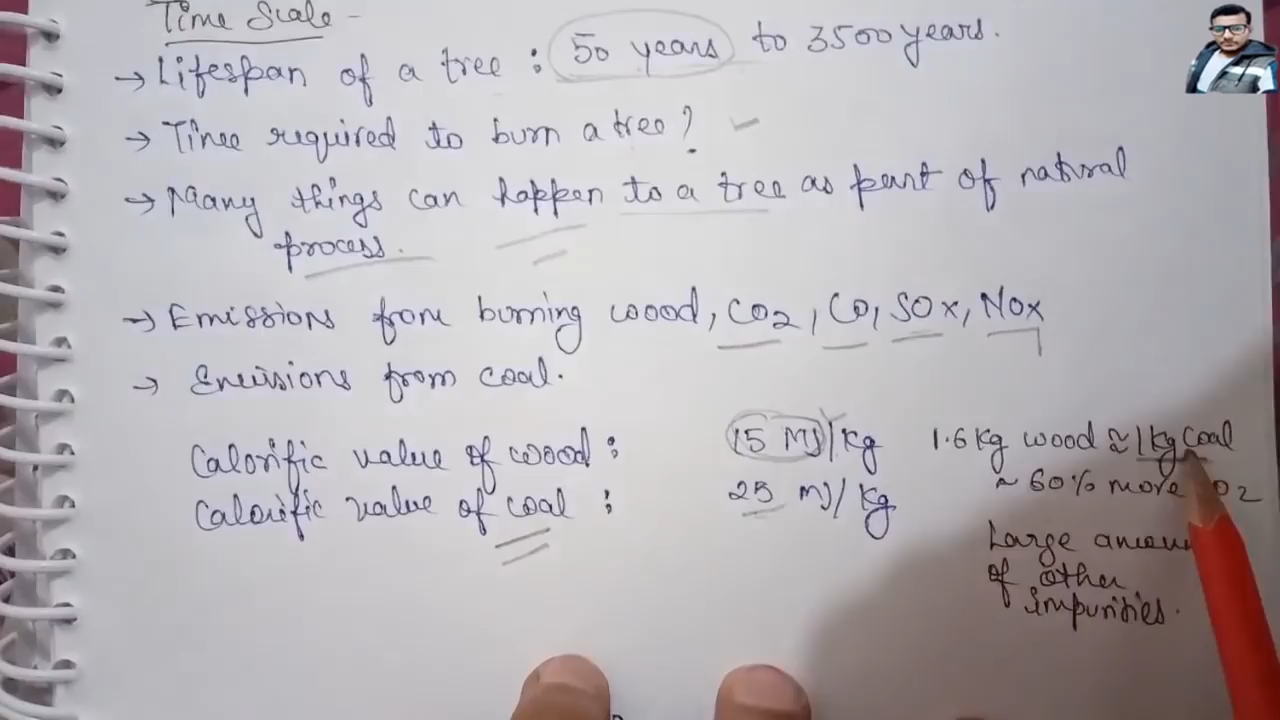 Time Scale -
→ Lifespan of a tree : 50 years to 3500 years.
→ Time required to burn a tree?
→ Many things can happen to a tree as part of natural
process.
→ Emissions from burning wood, CO2, CO, SOx, NOx
→ Emissions from coal.
Calorific value of wood : 15 MJ/kg 1.6 kg wood ≈ 1 kg Coal
Calorific value of coal : 25 MJ/kg ~ 60% more O2
Large amoun
of other
impurities.